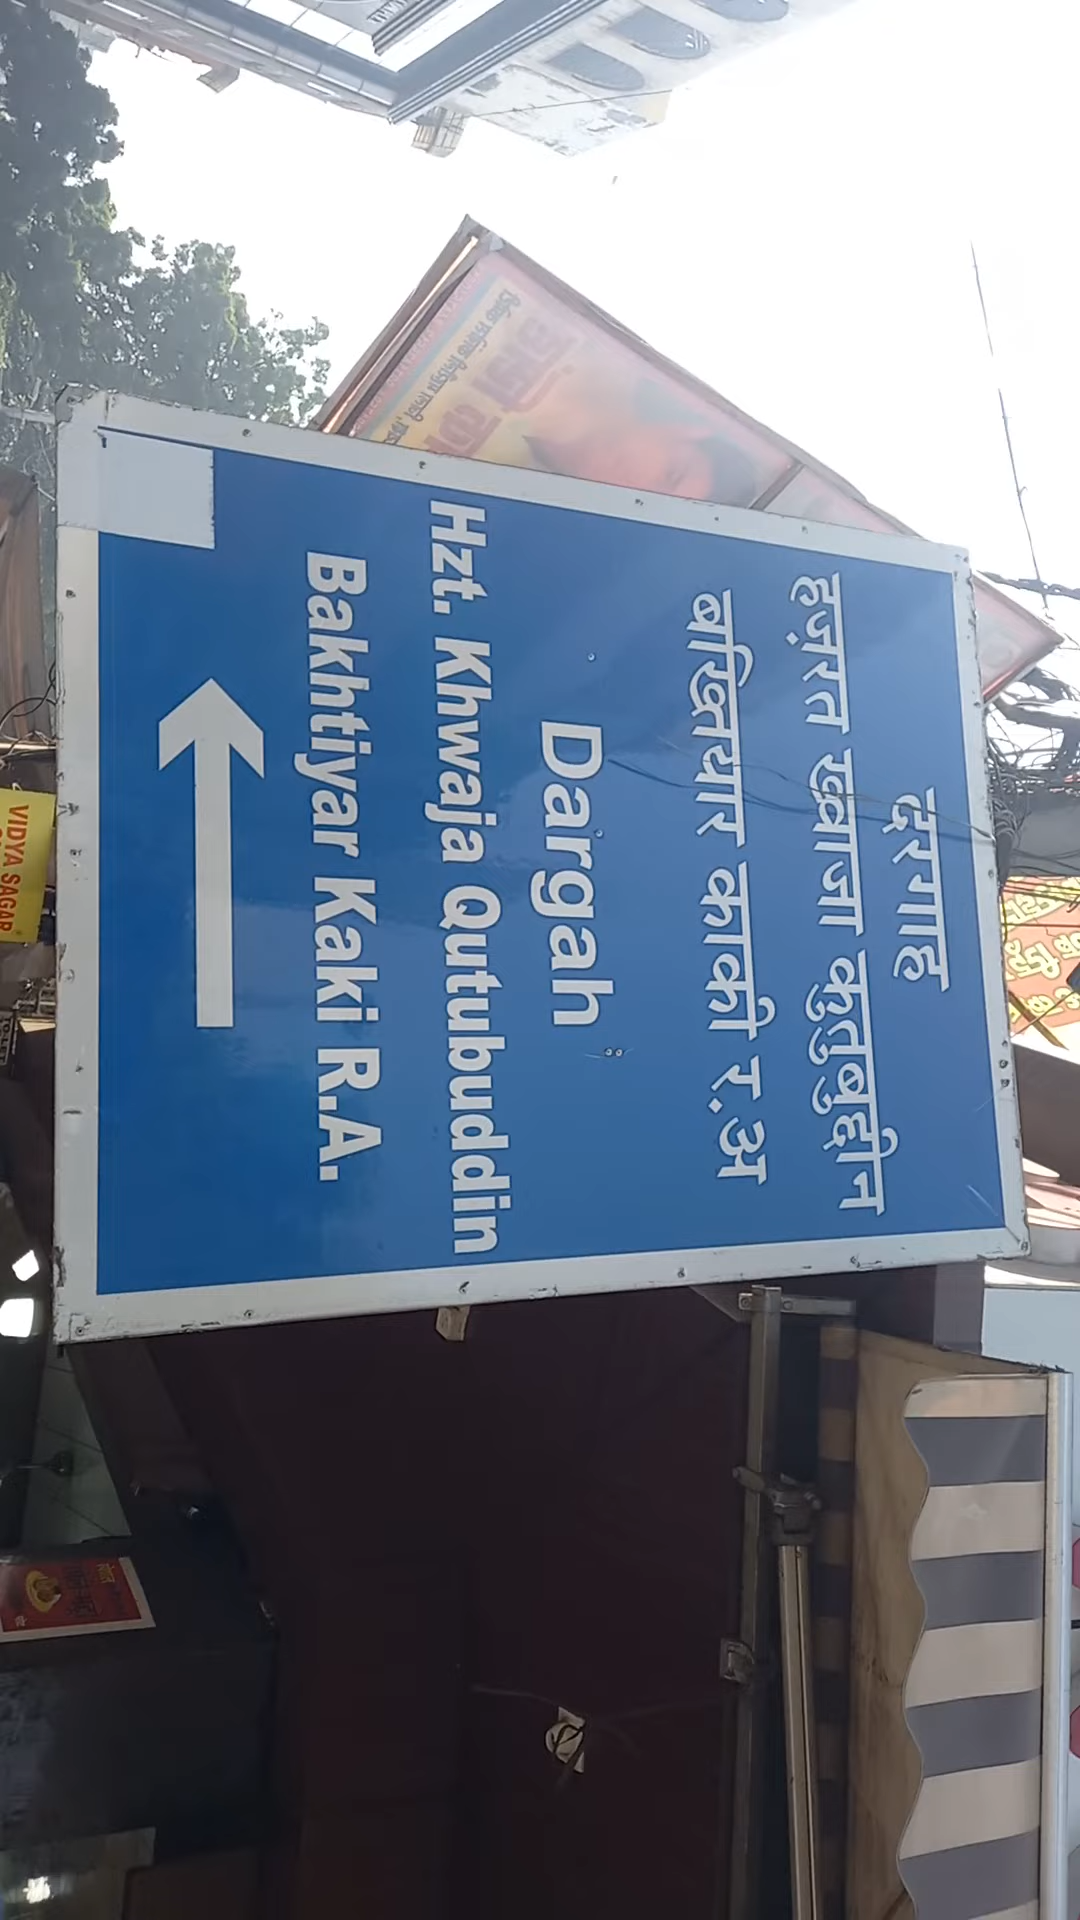 दरगाह
हज़रत ख़्वाजा कुतुबुद्दीन
बख्तियार काकी र.अ
Dargah
Hzt. Khwaja Qutubuddin
Bakhtiyar Kaki R.A.
VIDYA SAGAR